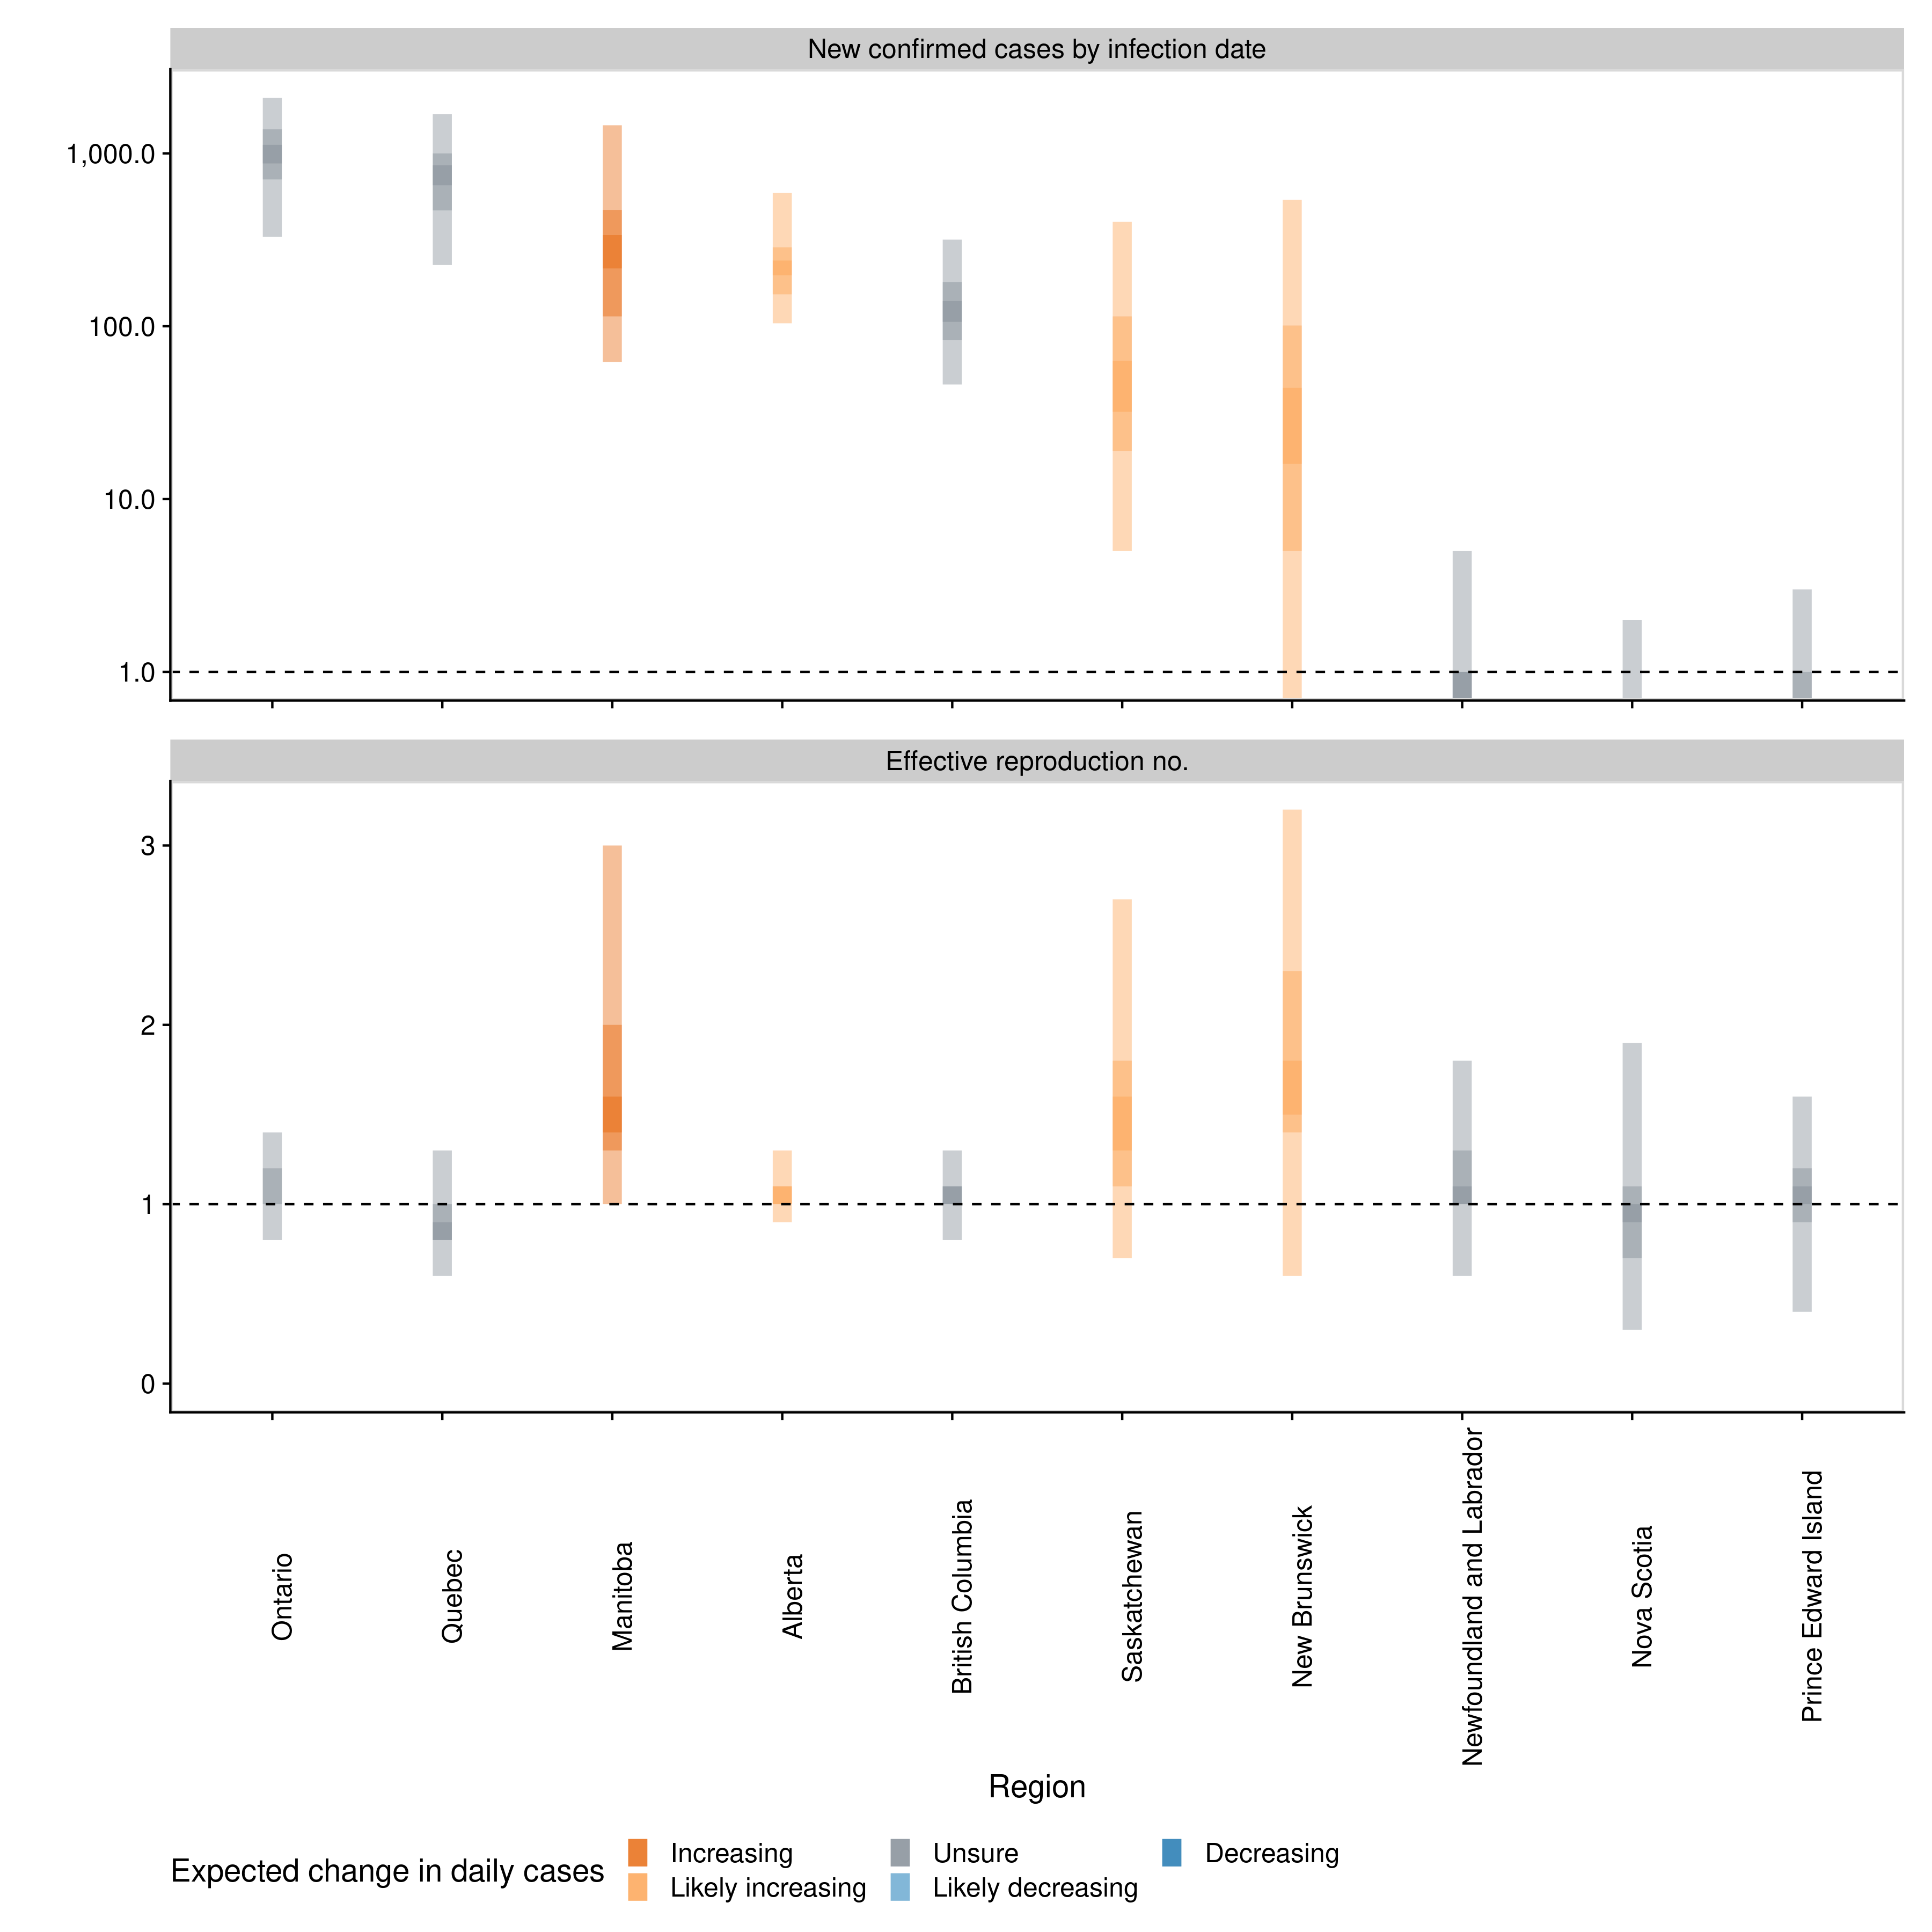 New confirmed cases by infection date
1,000.0
100.0
10.0
1.0
Effective reproduction no.
3
2
1
0
Ontario
Quebec
Manitoba
Alberta
British Columbia
Saskatchewan
New Brunswick
Newfoundland and Labrador
Nova Scotia
Prince Edward Island
Region
Expected change in daily cases
Increasing
Unsure
Decreasing
Likely increasing
Likely decreasing